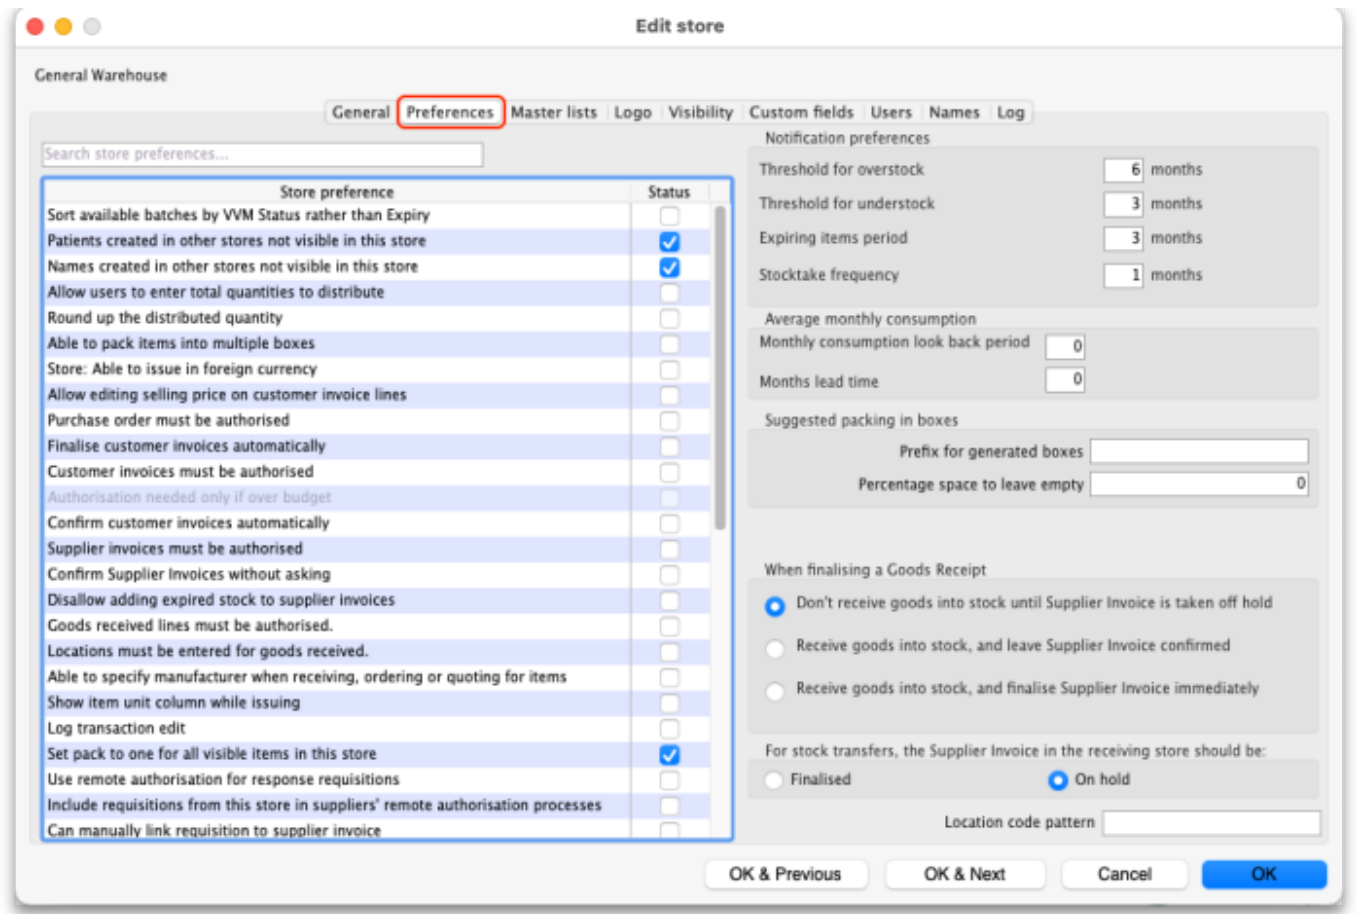 Edit store
General Warehouse
General Preferences Master lists Logo Visibility Custom fields Users Names Log
Search store preferences...
Store preference Status
Sort available batches by VVM Status rather than Expiry
Patients created in other stores not visible in this store
Names created in other stores not visible in this store
Allow users to enter total quantities to distribute
Round up the distributed quantity
Able to pack items into multiple boxes
Store: Able to issue in foreign currency
Allow editing selling price on customer invoice lines
Purchase order must be authorised
Finalise customer invoices automatically
Customer invoices must be authorised
Authorisation needed only if over budget
Confirm customer invoices automatically
Supplier invoices must be authorised
Confirm Supplier Invoices without asking
Disallow adding expired stock to supplier invoices
Goods received lines must be authorised.
Locations must be entered for goods received.
Able to specify manufacturer when receiving, ordering or quoting for items
Show item unit column while issuing
Log transaction edit
Set pack to one for all visible items in this store
Use remote authorisation for response requisitions
Include requisitions from this store in suppliers' remote authorisation processes
Can manually link requisition to supplier invoice
Notification preferences
Threshold for overstock 6 months
Threshold for understock 3 months
Expiring items period 3 months
Stocktake frequency 1 months
Average monthly consumption
Monthly consumption look back period 0
Months lead time 0
Suggested packing in boxes
Prefix for generated boxes
Percentage space to leave empty 0
When finalising a Goods Receipt
Don't receive goods into stock until Supplier Invoice is taken off hold
Receive goods into stock, and leave Supplier Invoice confirmed
Receive goods into stock, and finalise Supplier Invoice immediately
For stock transfers, the Supplier Invoice in the receiving store should be:
Finalised On hold
Location code pattern
OK & Previous OK & Next Cancel OK